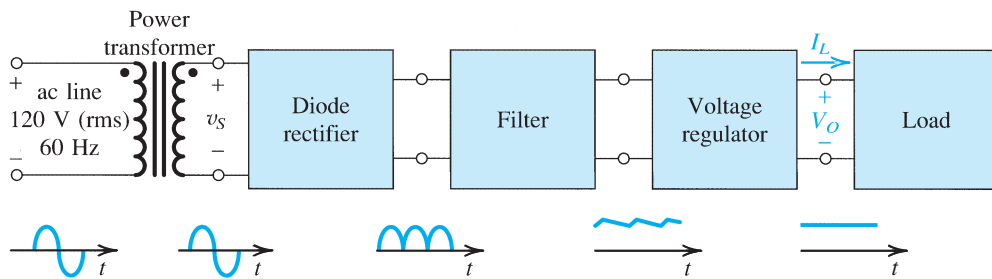 Power
transformer
ac line
120 V (rms)
60 Hz
+
–
+
v_S
–
Diode
rectifier
Filter
Voltage
regulator
I_L
+
V_O
–
Load
t
t
t
t
t